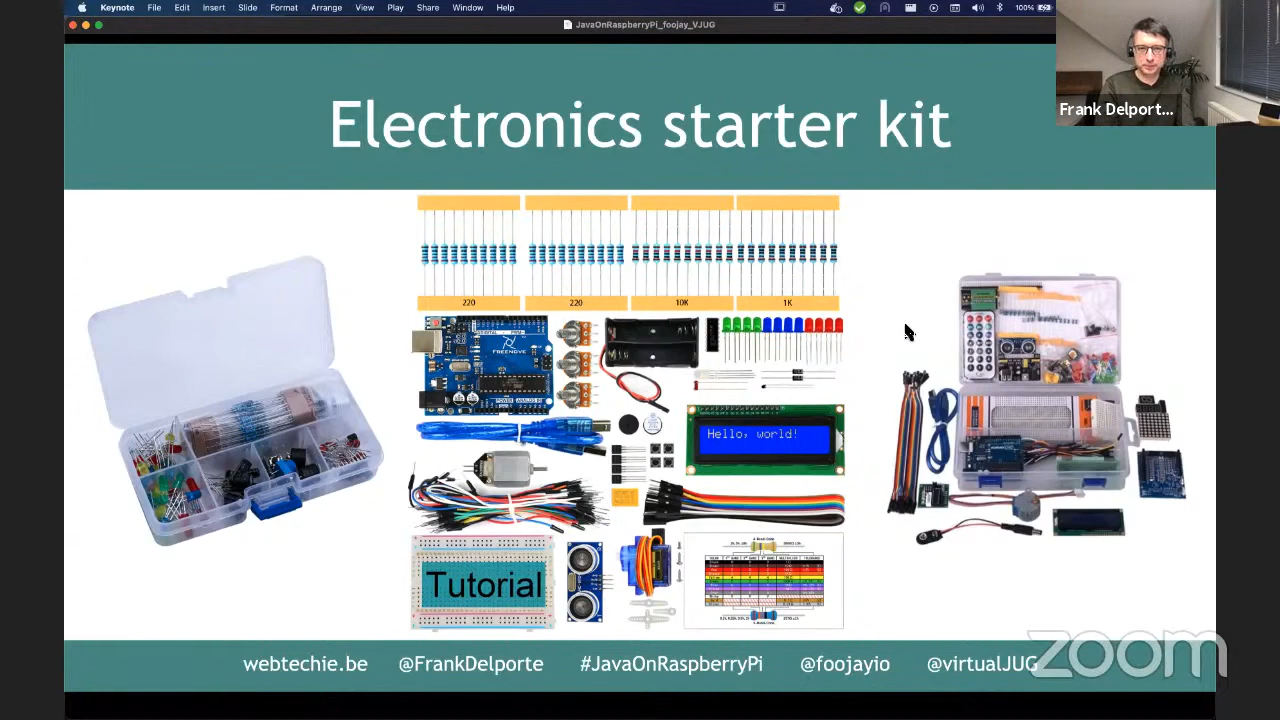 Keynote File Edit Insert Slide Format Arrange View Play Share Window Help
100%
JavaOnRaspberryPi_foojay_VJUG
Frank Delport...
Electronics starter kit
220 220 10K 1K
FREENOVE
Hello, world!
Tutorial
webtechie.be @FrankDelporte #JavaOnRaspberryPi @foojayio @virtualJUG
zoom